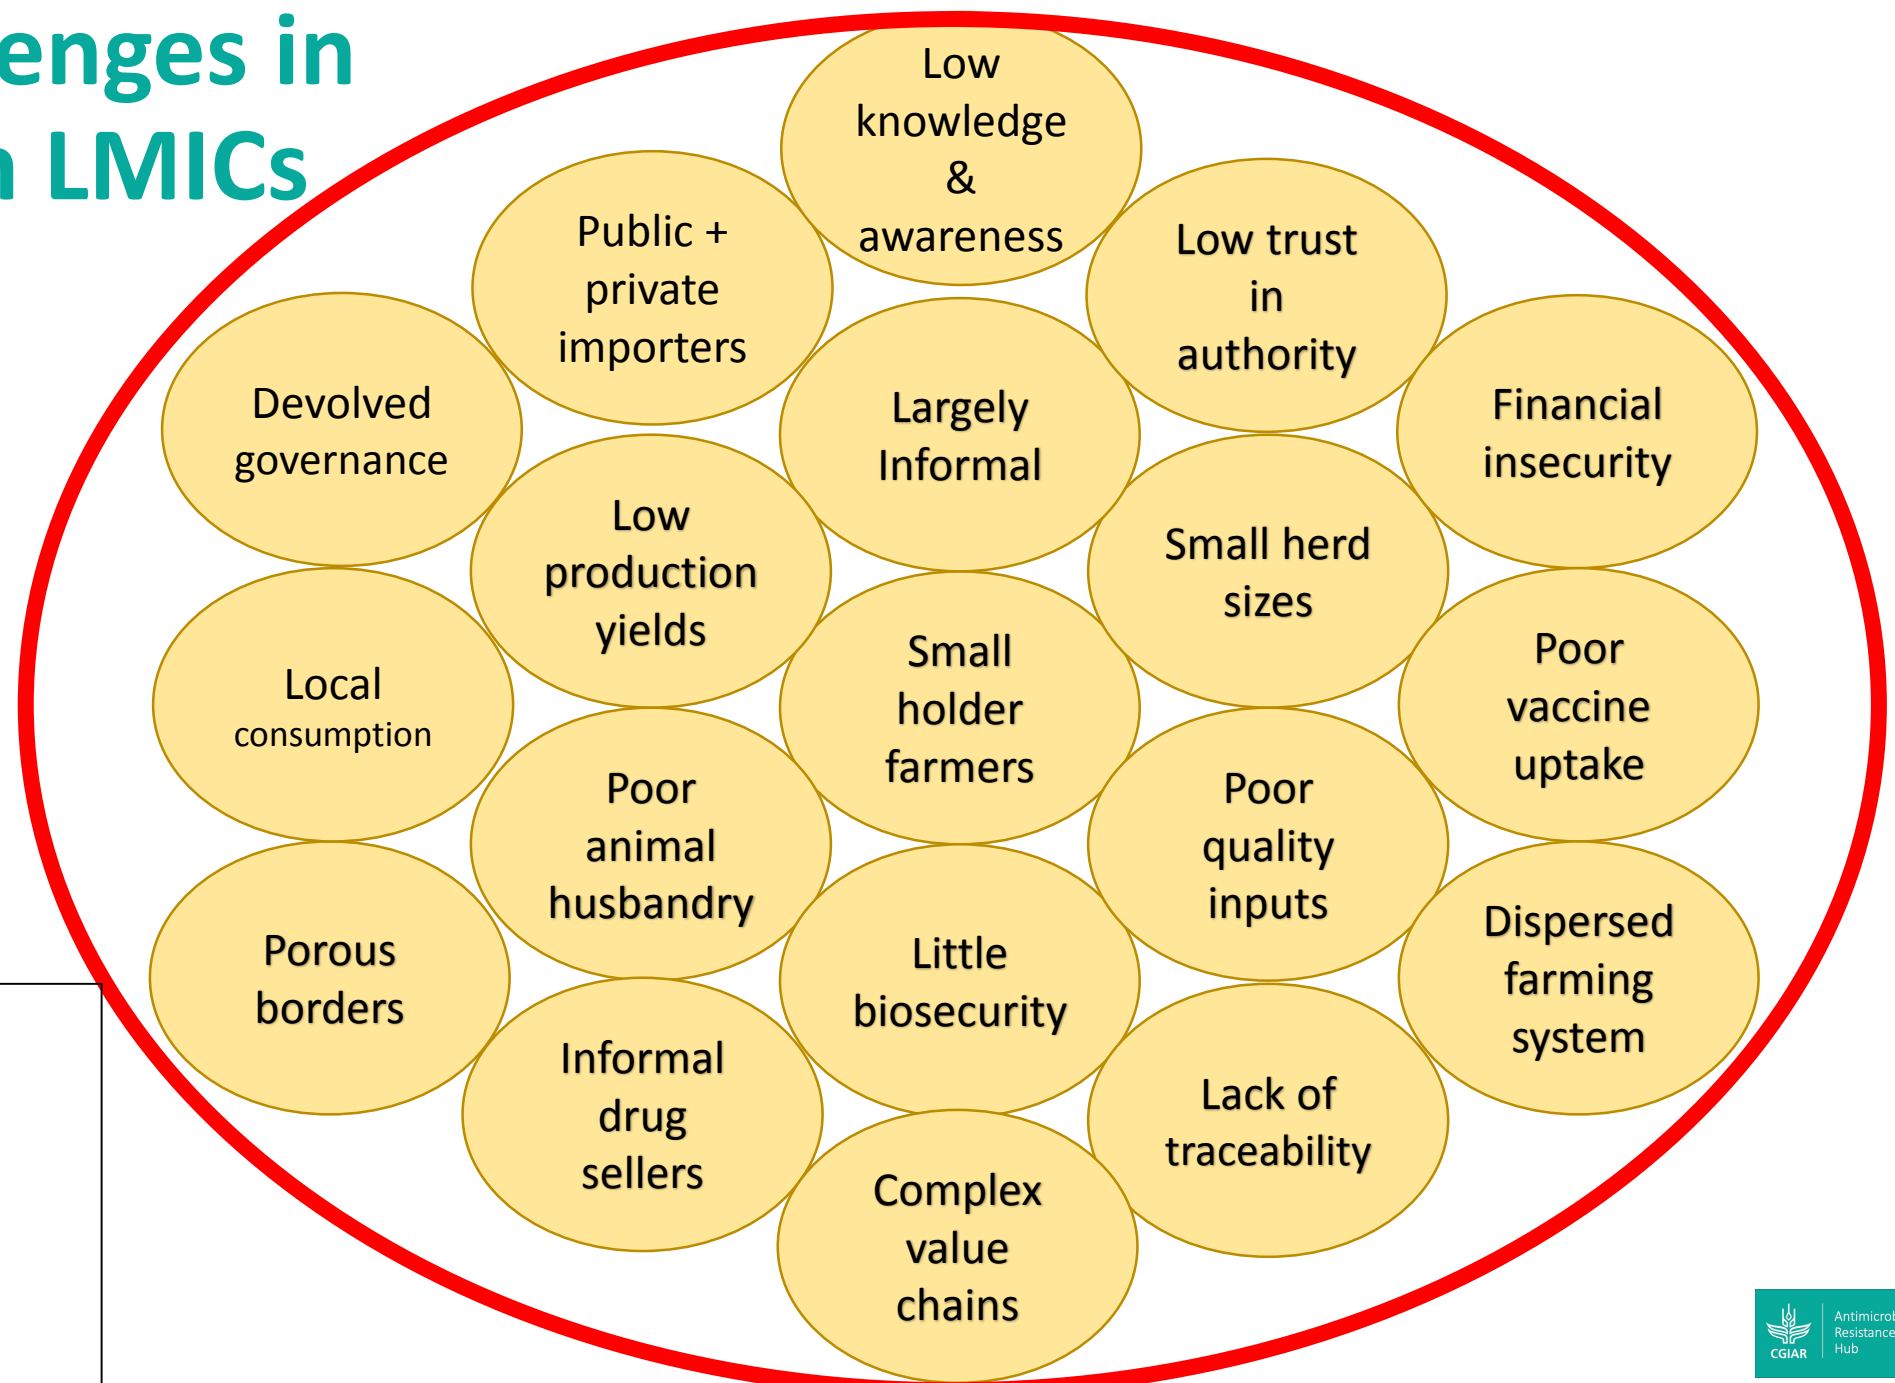 enges in
LMICs
Low
knowledge
&
awareness
Public +
private
importers
Low trust
in
authority
Devolved
governance
Largely
Informal
Financial
insecurity
Low
production
yields
Small herd
sizes
Local
consumption
Small
holder
farmers
Poor
vaccine
uptake
Poor
animal
husbandry
Poor
quality
inputs
Porous
borders
Little
biosecurity
Dispersed
farming
system
Informal
drug
sellers
Lack of
traceability
Complex
value
chains
CGIAR
Antimicrob
Resistance
Hub